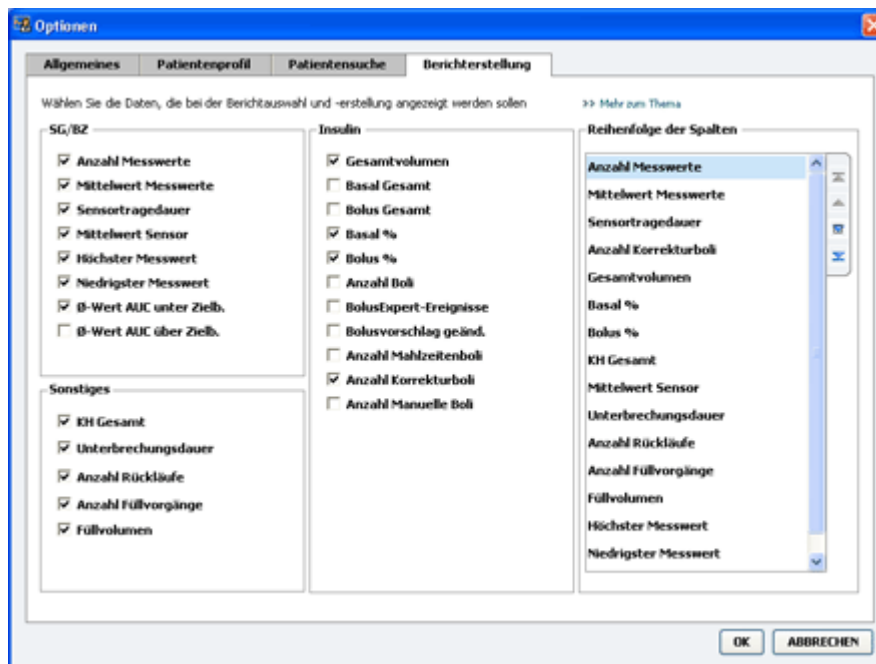 Optionen
Allgemeines
Patientenprofil
Patientensuche
Berichterstellung
Wählen Sie die Daten, die bei der Berichtauswahl und -erstellung angezeigt werden sollen
>> Mehr zum Thema
SG/BZ
Anzahl Messwerte
Mittelwert Messwerte
Sensortragedauer
Mittelwert Sensor
Höchster Messwert
Niedrigster Messwert
Ø-Wert AUC unter Zielb.
Ø-Wert AUC über Zielb.
Sonstiges
KH Gesamt
Unterbrechungsdauer
Anzahl Rückläufe
Anzahl Füllvorgänge
Füllvolumen
Insulin
Gesamtvolumen
Basal Gesamt
Bolus Gesamt
Basal %
Bolus %
Anzahl Boli
BolusExpert-Ereignisse
Bolusvorschlag geänd.
Anzahl Mahlzeitenboli
Anzahl Korrekturboli
Anzahl Manuelle Boli
Reihenfolge der Spalten
Anzahl Messwerte
Mittelwert Messwerte
Sensortragedauer
Anzahl Korrekturboli
Gesamtvolumen
Basal %
Bolus %
KH Gesamt
Mittelwert Sensor
Unterbrechungsdauer
Anzahl Rückläufe
Anzahl Füllvorgänge
Füllvolumen
Höchster Messwert
Niedrigster Messwert
OK
ABBRECHEN